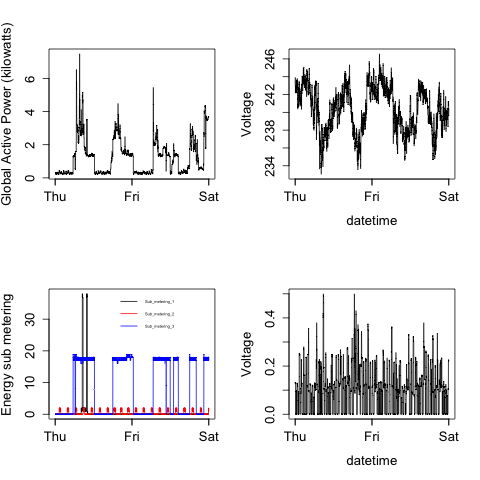 Global Active Power (kilowatts)
0 2 4 6
Thu Fri Sat
Voltage
234 238 242 246
Thu Fri Sat
datetime
Energy sub metering
0 10 20 30
Sub_metering_1
Sub_metering_2
Sub_metering_3
Thu Fri Sat
Voltage
0.0 0.2 0.4
Thu Fri Sat
datetime